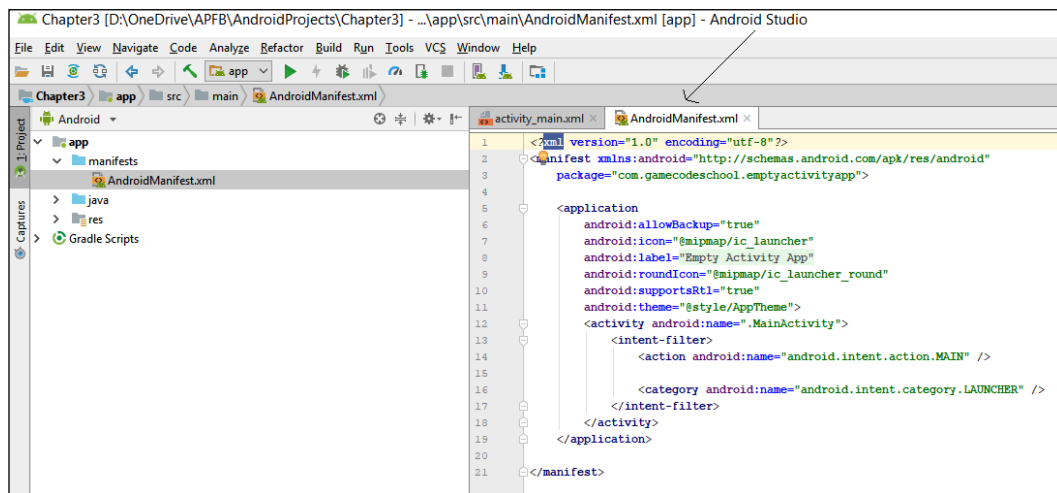 Chapter3 [D:\OneDrive\APFB\AndroidProjects\Chapter3] - ...\app\src\main\AndroidManifest.xml [app] - Android Studio
File Edit View Navigate Code Analyze Refactor Build Run Tools VCS Window Help
app
Chapter3 app src main AndroidManifest.xml
1: Project
Captures
Android
app
manifests
AndroidManifest.xml
java
res
Gradle Scripts
activity_main.xml AndroidManifest.xml
1 <?xml version="1.0" encoding="utf-8"?>
2 <manifest xmlns:android="http://schemas.android.com/apk/res/android"
3 package="com.gamecodeschool.emptyactivityapp">
4
5 <application
6 android:allowBackup="true"
7 android:icon="@mipmap/ic_launcher"
8 android:label="Empty Activity App"
9 android:roundIcon="@mipmap/ic_launcher_round"
10 android:supportsRtl="true"
11 android:theme="@style/AppTheme">
12 <activity android:name=".MainActivity">
13 <intent-filter>
14 <action android:name="android.intent.action.MAIN" />
15
16 <category android:name="android.intent.category.LAUNCHER" />
17 </intent-filter>
18 </activity>
19 </application>
20
21 </manifest>